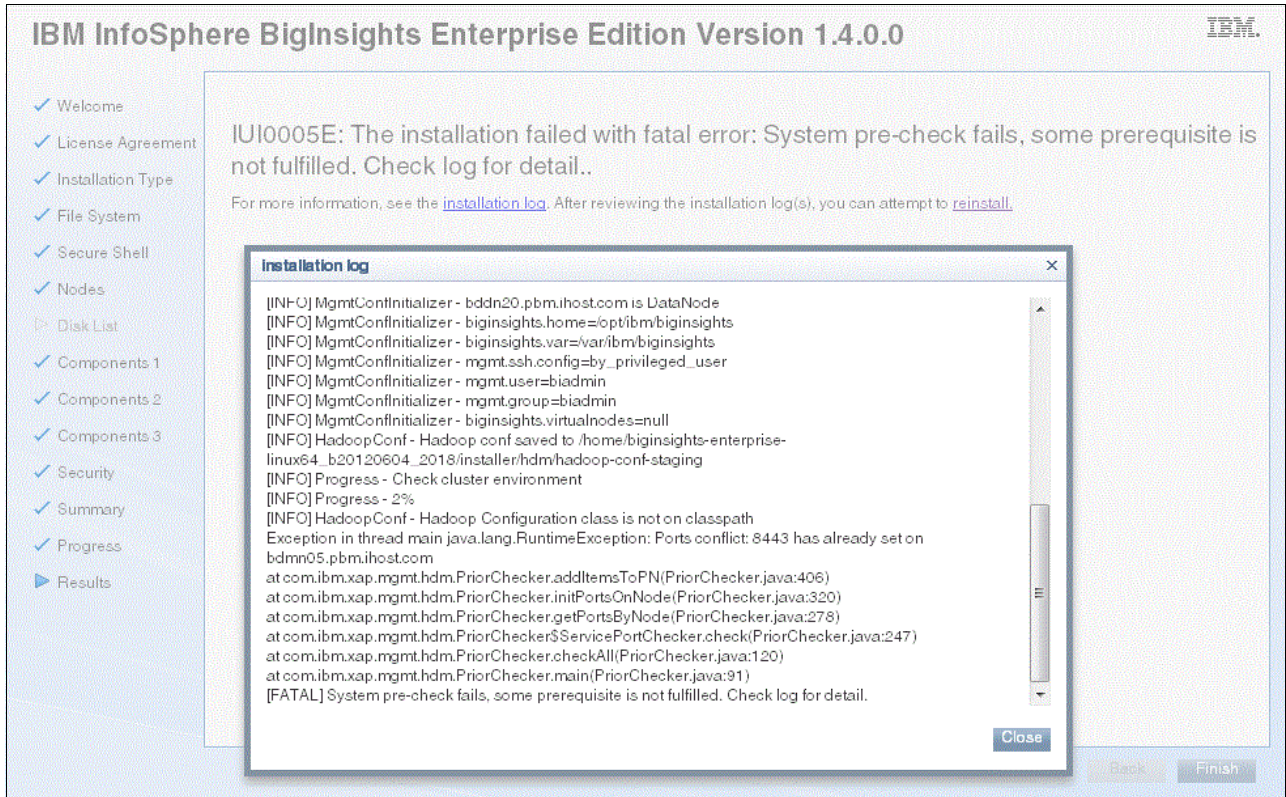 IBM InfoSphere BigInsights Enterprise Edition Version 1.4.0.0
IBM.
Welcome
License Agreement
Installation Type
File System
Secure Shell
Nodes
Disk List
Components 1
Components 2
Components 3
Security
Summary
Progress
Results
IUI0005E: The installation failed with fatal error: System pre-check fails, some prerequisite is
not fulfilled. Check log for detail..
For more information, see the installation log. After reviewing the installation log(s), you can attempt to reinstall.
Installation log
[INFO] MgmtConfInitializer - bddn20.pbm.ihost.com is DataNode
[INFO] MgmtConfInitializer - biginsights.home=/opt/ibm/biginsights
[INFO] MgmtConfInitializer - biginsights.var=/var/ibm/biginsights
[INFO] MgmtConfInitializer - mgmt.ssh.config=by_privileged_user
[INFO] MgmtConfInitializer - mgmt.user=biadmin
[INFO] MgmtConfInitializer - mgmt.group=biadmin
[INFO] MgmtConfInitializer - biginsights.virtualnodes=null
[INFO] HadoopConf - Hadoop conf saved to /home/biginsights-enterprise-
linux64_b20120604_2018/installer/hdm/hadoop-conf-staging
[INFO] Progress - Check cluster environment
[INFO] Progress - 2%
[INFO] HadoopConf - Hadoop Configuration class is not on classpath
Exception in thread main java.lang.RuntimeException: Ports conflict: 8443 has already set on
bdmn05.pbm.ihost.com
at com.ibm.xap.mgmt.hdm.PriorChecker.addItemsToPN(PriorChecker.java:406)
at com.ibm.xap.mgmt.hdm.PriorChecker.initPortsOnNode(PriorChecker.java:320)
at com.ibm.xap.mgmt.hdm.PriorChecker.getPortsByNode(PriorChecker.java:278)
at com.ibm.xap.mgmt.hdm.PriorChecker$ServicePortChecker.check(PriorChecker.java:247)
at com.ibm.xap.mgmt.hdm.PriorChecker.checkAll(PriorChecker.java:120)
at com.ibm.xap.mgmt.hdm.PriorChecker.main(PriorChecker.java:91)
[FATAL] System pre-check fails, some prerequisite is not fulfilled. Check log for detail.
Close
Back
Finish